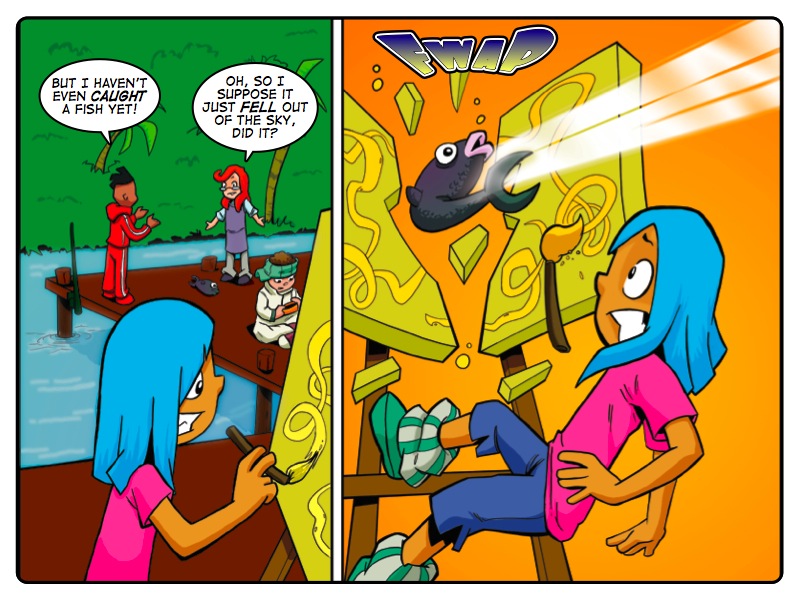 BUT I HAVEN'T
EVEN CAUGHT
A FISH YET!
OH, SO I
SUPPOSE IT
JUST FELL OUT
OF THE SKY,
DID IT?
FWAP